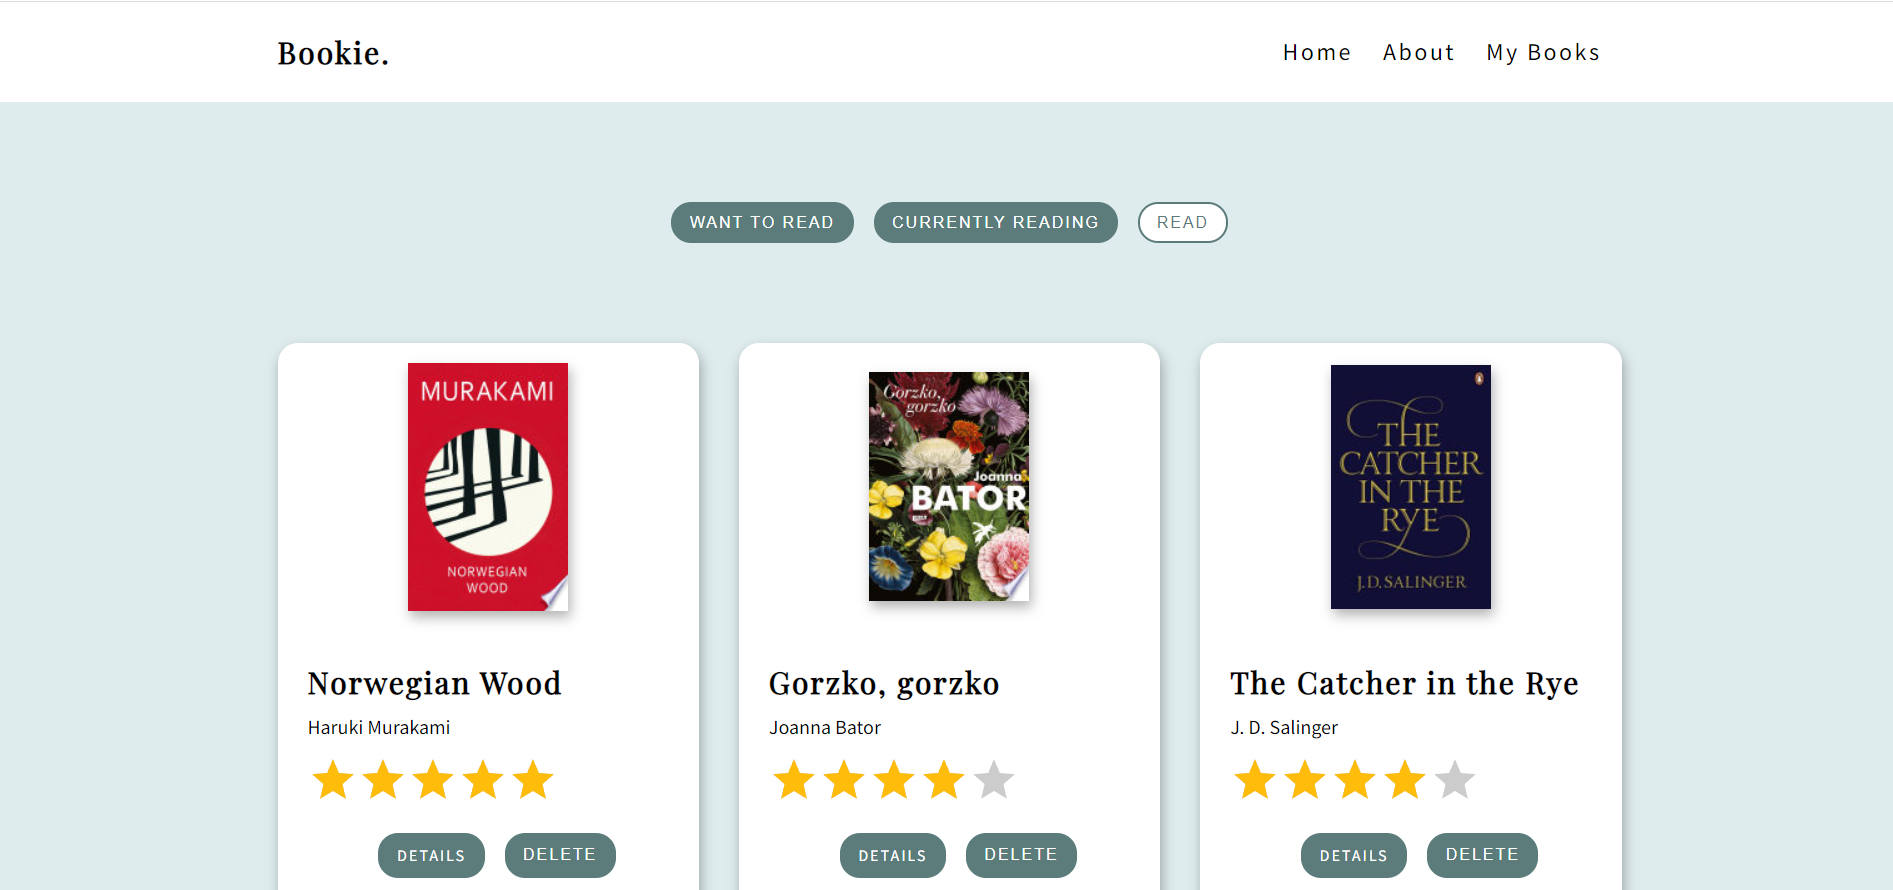 Bookie.
Home About My Books
WANT TO READ CURRENTLY READING READ
MURAKAMI
NORWEGIAN
WOOD
Gorzko,
gorzko
Joanna
BATOR
THE
CATCHER
IN THE
RYE
J.D. SALINGER
Norwegian Wood
Haruki Murakami
DETAILS DELETE
Gorzko, gorzko
Joanna Bator
DETAILS DELETE
The Catcher in the Rye
J. D. Salinger
DETAILS DELETE